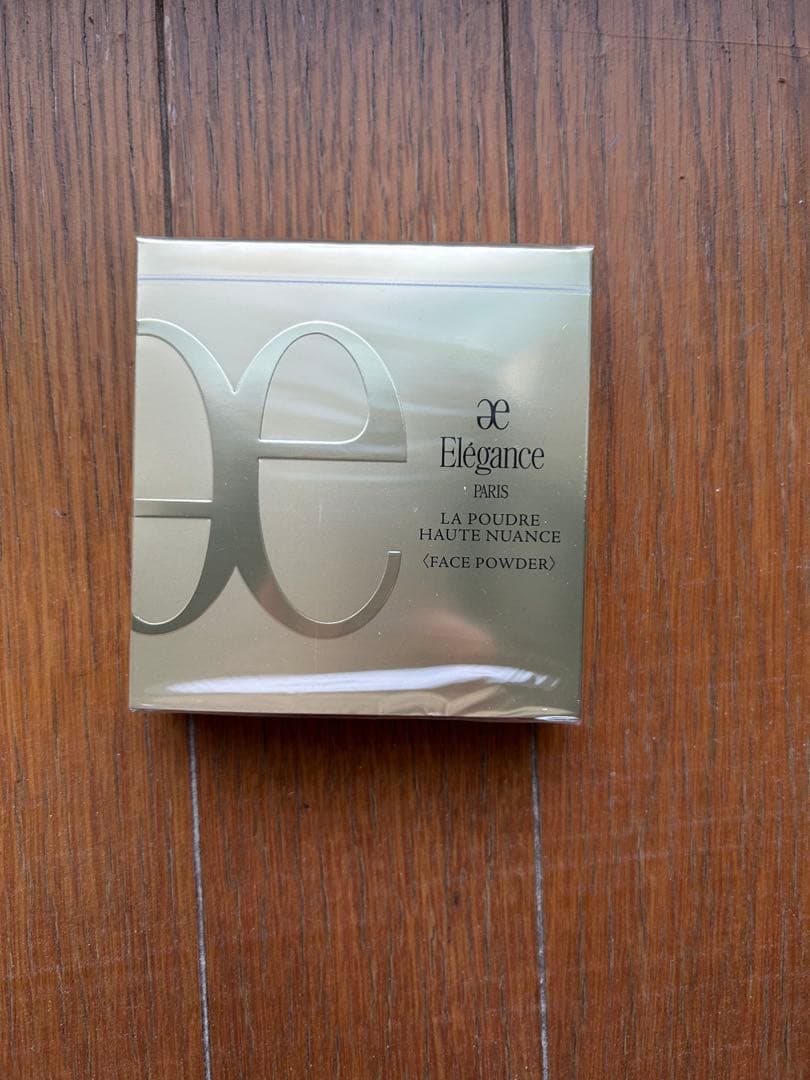 æ
æ
Elégance
PARIS
LA POUDRE
HAUTE NUANCE
〈FACE POWDER〉